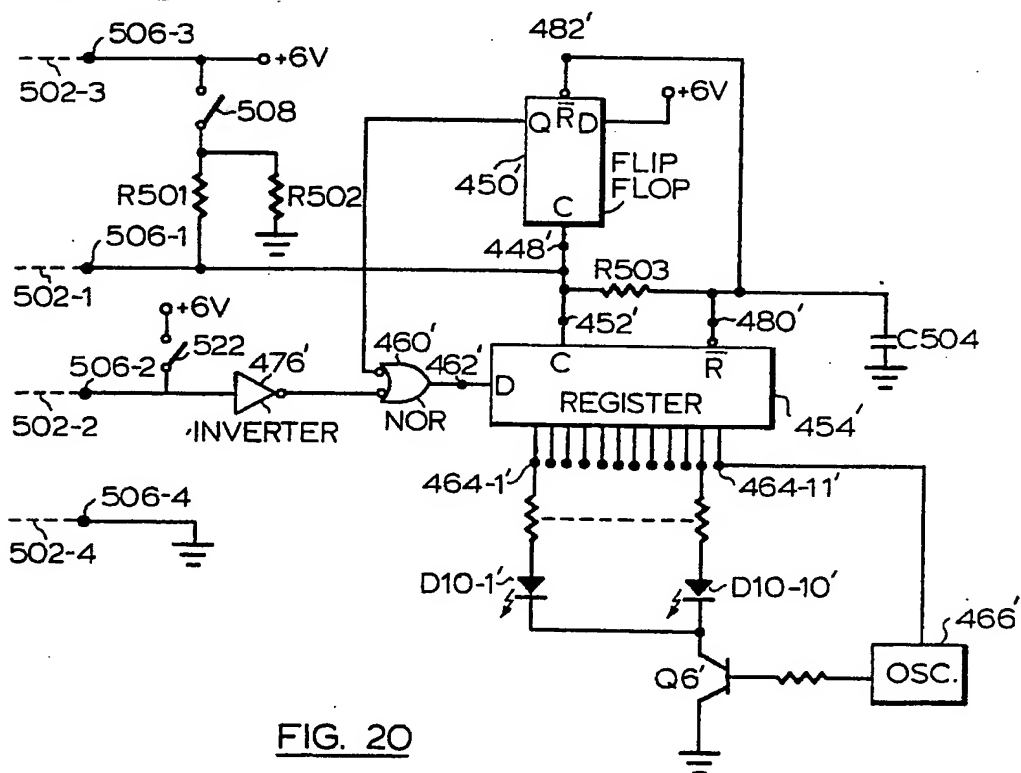 506-3
+6V
502-3
508
R501
R502
506-1
502-1
482'
+6V
Q
R̅
D
450'
FLIP
FLOP
C
448'
R503
452'
480'
C504
+6V
522
506-2
476'
460'
462'
502-2
INVERTER
NOR
D
C
R̅
REGISTER
454'
464-1'
464-11'
506-4
502-4
D10-1'
D10-10'
466'
Q6'
OSC.
FIG. 20